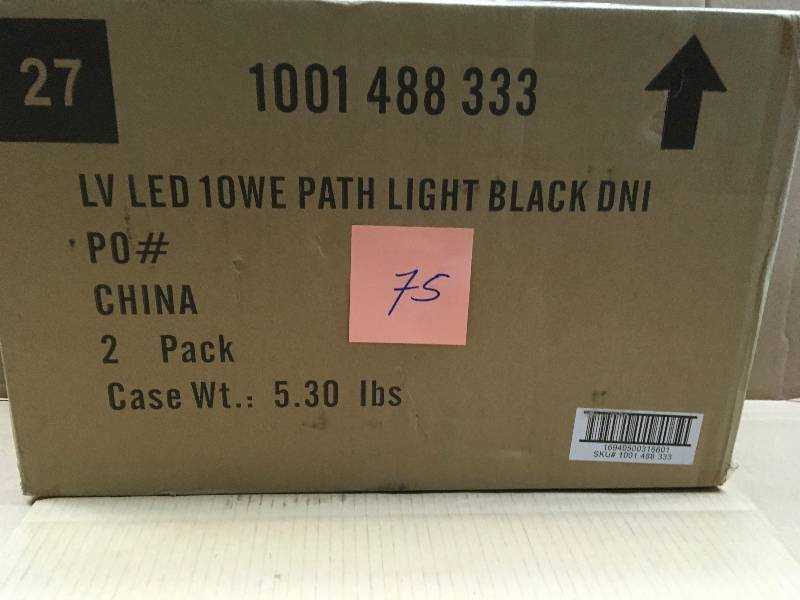 27
1001 488 333
LV LED 10WE PATH LIGHT BLACK DNI
PO#
CHINA
75
2 Pack
Case Wt.: 5.30 lbs
16940500316601
SKU# 1001 488 333